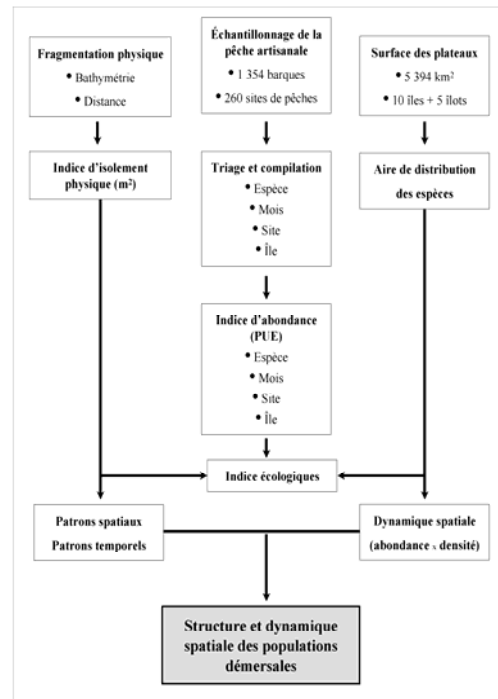 Fragmentation physique
• Bathymétrie
• Distance
Échantillonnage de la
pêche artisanale
• 1 354 barques
• 260 sites de pêches
Surface des plateaux
• 5 394 km²
• 10 îles + 5 îlots
Indice d'isolement
physique (m²)
Triage et compilation
• Espèce
• Mois
• Site
• Île
Aire de distribution
des espèces
Indice d'abondance
(PUE)
• Espèce
• Mois
• Site
• Île
Indice écologiques
Patrons spatiaux
Patrons temporels
Dynamique spatiale
(abondance x densité)
Structure et dynamique
spatiale des populations
démersales